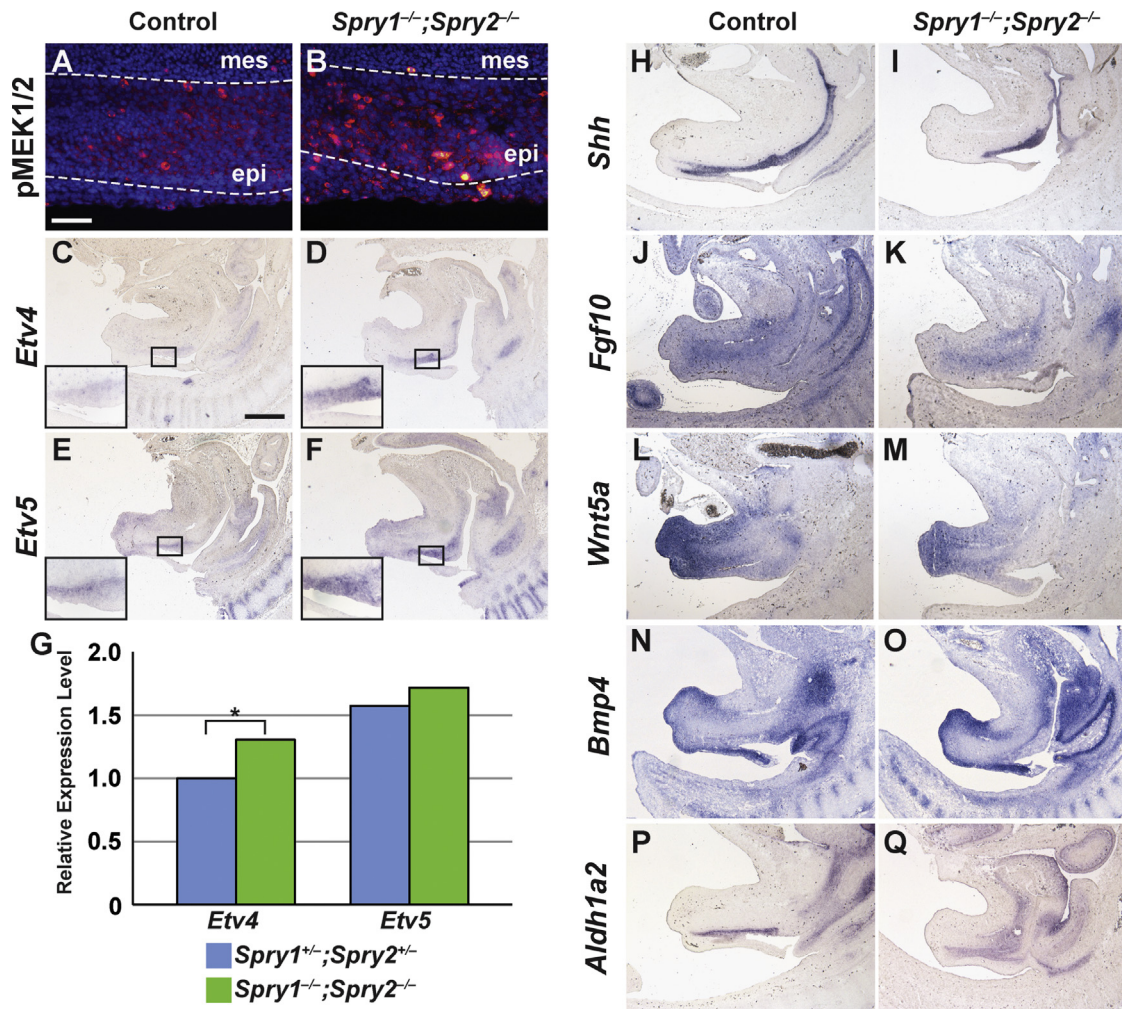 Control
Spry1–/–;Spry2–/–
Control
Spry1–/–;Spry2–/–
pMEK1/2
A
mes
epi
B
mes
epi
Etv4
C
D
Etv5
E
F
G
Relative Expression Level
2.0
1.5
1.0
0.5
0
*
Etv4
Etv5
Spry1+/–;Spry2+/–
Spry1–/–;Spry2–/–
Shh
H
I
Fgf10
J
K
Wnt5a
L
M
Bmp4
N
O
Aldh1a2
P
Q